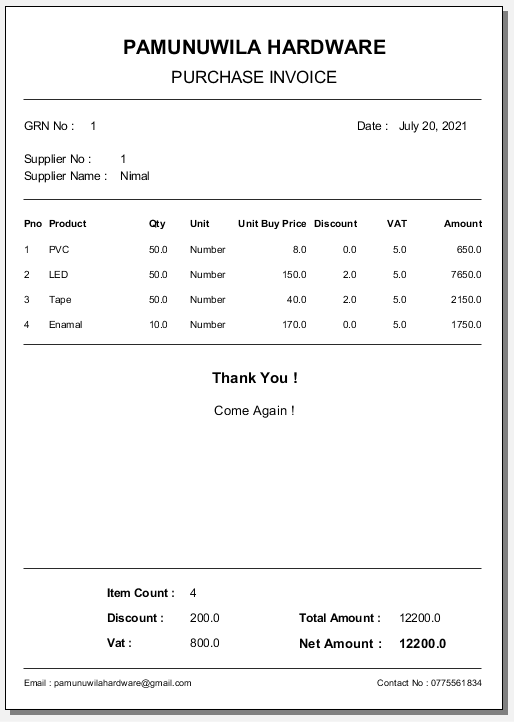 PAMUNUWILA HARDWARE
PURCHASE INVOICE
GRN No : 1 Date : July 20, 2021
Supplier No : 1
Supplier Name : Nimal
Pno Product Qty Unit Unit Buy Price Discount VAT Amount
1 PVC 50.0 Number 8.0 0.0 5.0 650.0
2 LED 50.0 Number 150.0 2.0 5.0 7650.0
3 Tape 50.0 Number 40.0 2.0 5.0 2150.0
4 Enamal 10.0 Number 170.0 0.0 5.0 1750.0
Thank You !
Come Again !
Item Count : 4
Discount : 200.0 Total Amount : 12200.0
Vat : 800.0 Net Amount : 12200.0
Email : pamunuwilahardware@gmail.com Contact No : 0775561834